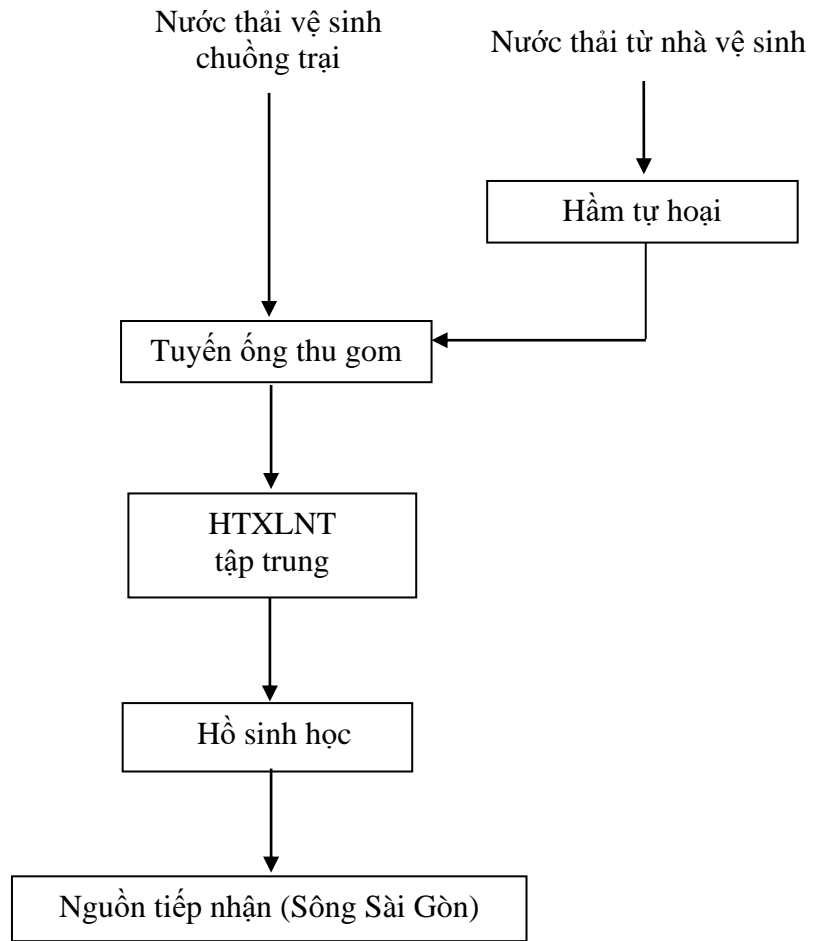 Nước thải vệ sinh
chuồng trại
Nước thải từ nhà vệ sinh
Hầm tự hoại
Tuyến ống thu gom
HTXLNT
tập trung
Hồ sinh học
Nguồn tiếp nhận (Sông Sài Gòn)